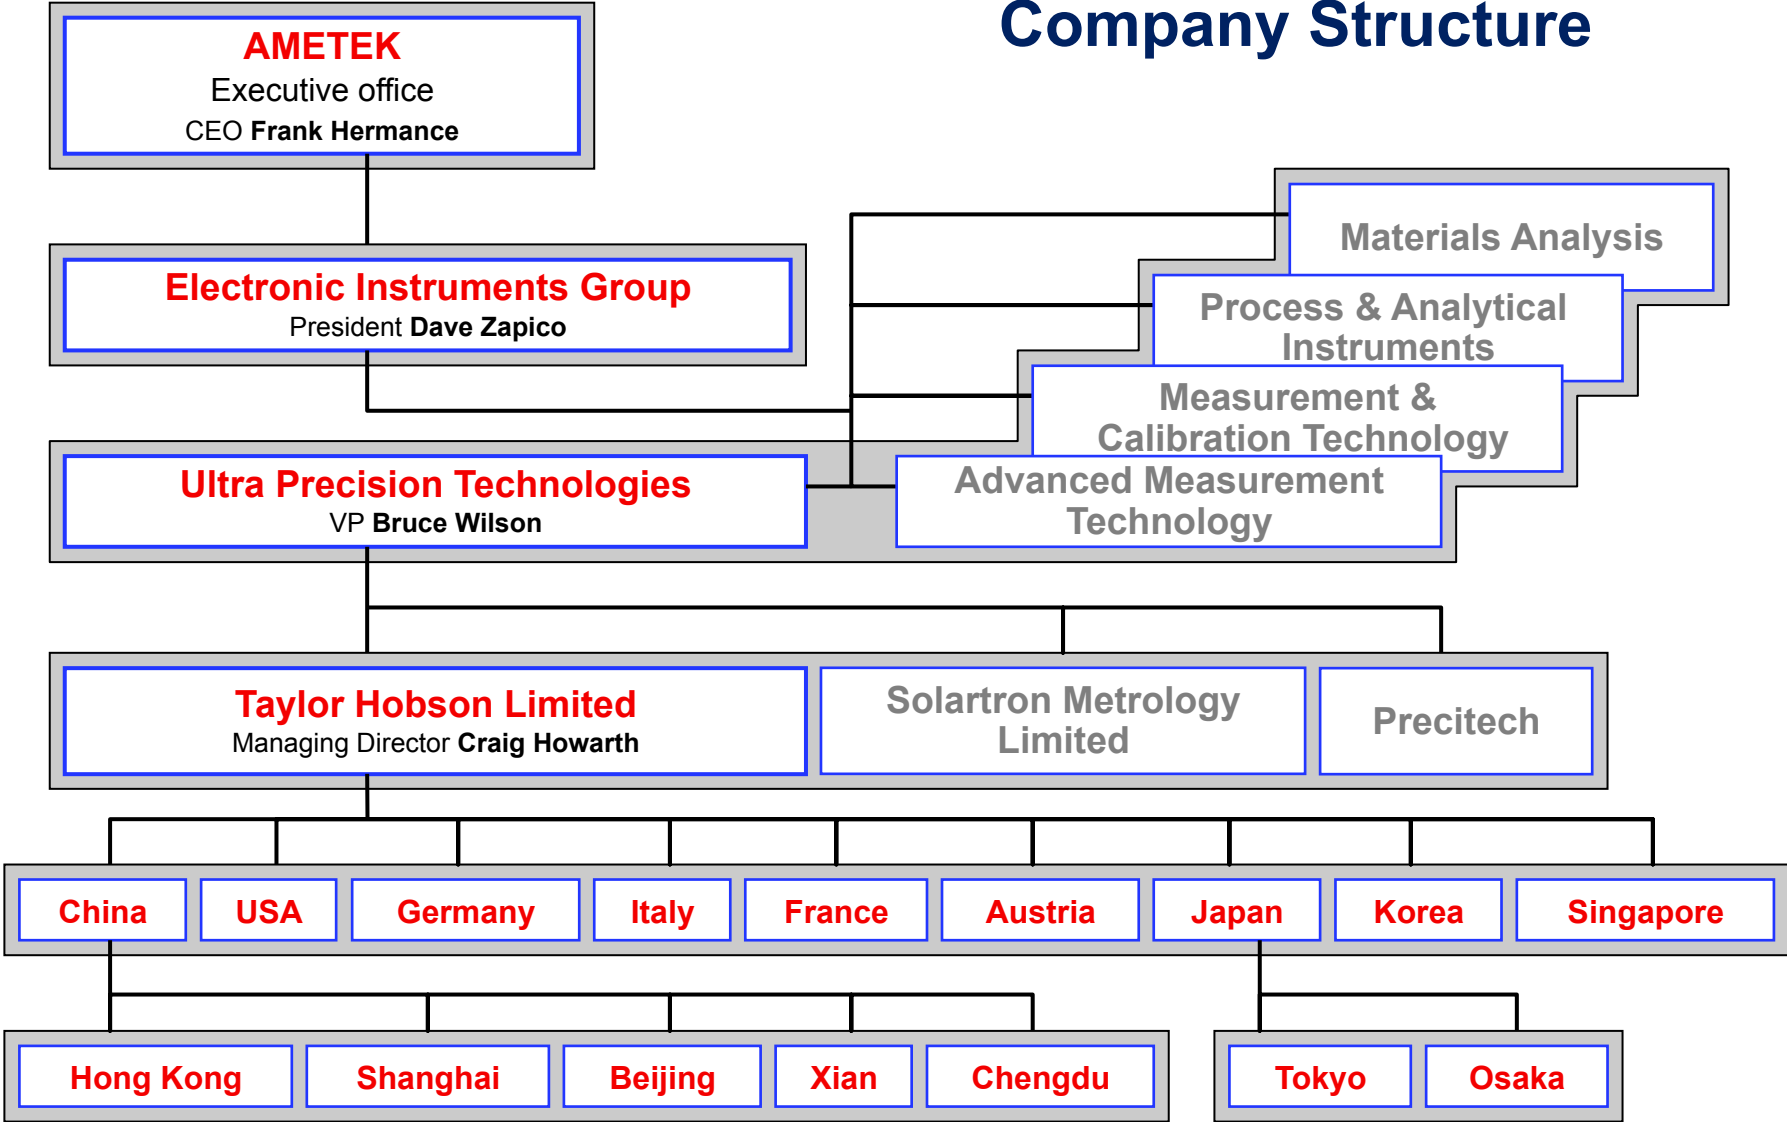 Company Structure
AMETEK
Executive office
CEO Frank Hermance
Materials Analysis
Electronic Instruments Group
President Dave Zapico
Process & Analytical
Instruments
Measurement &
Calibration Technology
Ultra Precision Technologies
VP Bruce Wilson
Advanced Measurement
Technology
Taylor Hobson Limited
Managing Director Craig Howarth
Solartron Metrology
Limited
Precitech
China
USA
Germany
Italy
France
Austria
Japan
Korea
Singapore
Hong Kong
Shanghai
Beijing
Xian
Chengdu
Tokyo
Osaka